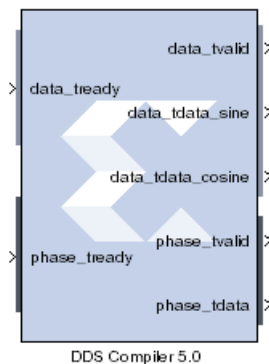 data_tvalid
data_tready
data_tdata_sine
data_tdata_cosine
phase_tvalid
phase_tready
phase_tdata
DDS Compiler 5.0